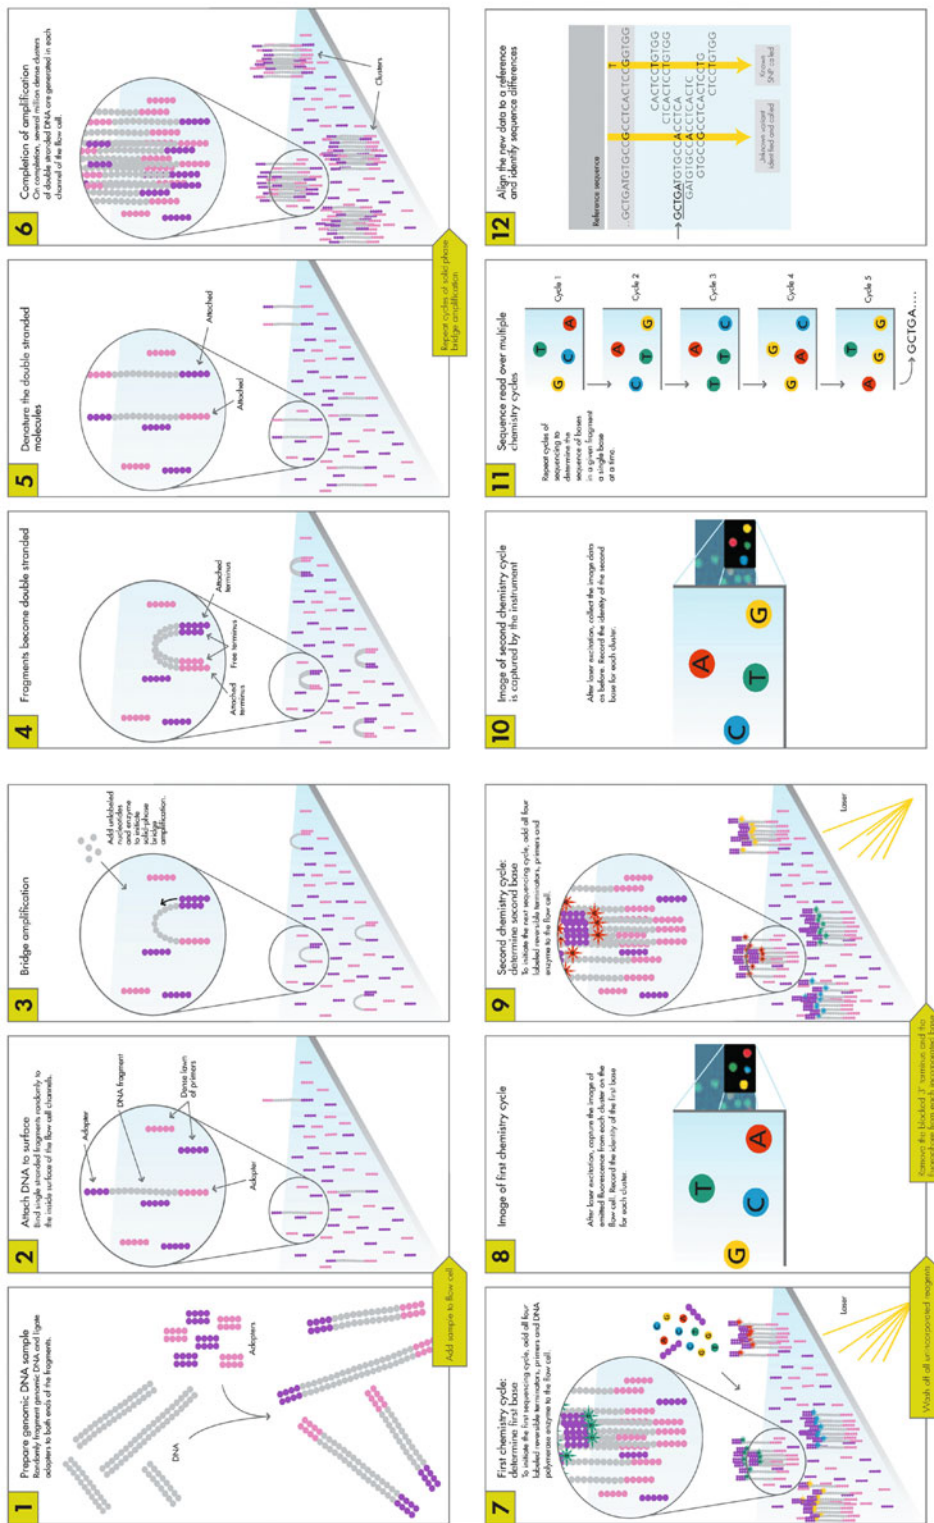 1
Prepare genomic DNA sample
Randomly fragment genomic DNA and ligate
adapters to both ends of the fragments.
DNA
Adapters
Add sample to flow cell
2
Attach DNA to surface
Bind single stranded fragments randomly to
the inside surface of the flow cell channels.
Adapter
DNA fragment
Dense lawn
of primers
Adapter
3
Bridge amplification
Add unlabeled
nucleotides
and enzyme
to initiate
solid-phase
bridge
amplification.
4
Fragments become double stranded
Attached
terminus
Free terminus
Attached
terminus
5
Denature the double stranded
molecules
Attached
Attached
Repeat cycles of solid phase
bridge amplification
6
Completion of amplification
On completion, several million dense clusters
of double stranded DNA are generated in each
channel of the flow cell.
Clusters
7
First chemistry cycle:
determine first base
To initiate the first sequencing cycle, add all four
labeled reversible terminators, primers and DNA
polymerase enzyme to the flow cell.
Laser
Wash off all unincorporated reagents
8
Image of first chemistry cycle
After laser excitation, capture the image of
emitted fluorescence from each cluster on the
flow cell. Record the identity of the first base
for each cluster.
G
T
C
A
Remove the blocked 3' terminus and the
fluorophore from each incorporated base
9
Second chemistry cycle:
determine second base
To initiate the next sequencing cycle, add all four
labeled reversible terminators, primers and
enzyme to the flow cell.
Laser
10
Image of second chemistry cycle
is captured by the instrument
After laser excitation, collect the image data
as before. Record the identity of the second
base for each cluster.
C
A
T
G
11
Sequence read over multiple
chemistry cycles
Repeat cycles of
sequencing to
determine the
sequence of bases
in a given fragment
a single base
at a time.
G T C A Cycle 1
C A T G Cycle 2
T A T C Cycle 3
G G A C Cycle 4
A T G G Cycle 5
GCTGA....
12
Align the new data to a reference
and identify sequence differences
Reference sequence
T
..GCTGATGTGCCGCCTCACTCCGGTGG
CACTCCTGTGG
CTCACTCCTGTGG
GCTGATGTGCCACCTCA
GATGTGCCACCTCACTC
GTGCCGCCTCACTCCTG
CTCCTGTGG
Unknown variant
identified and called
Known
SNP called